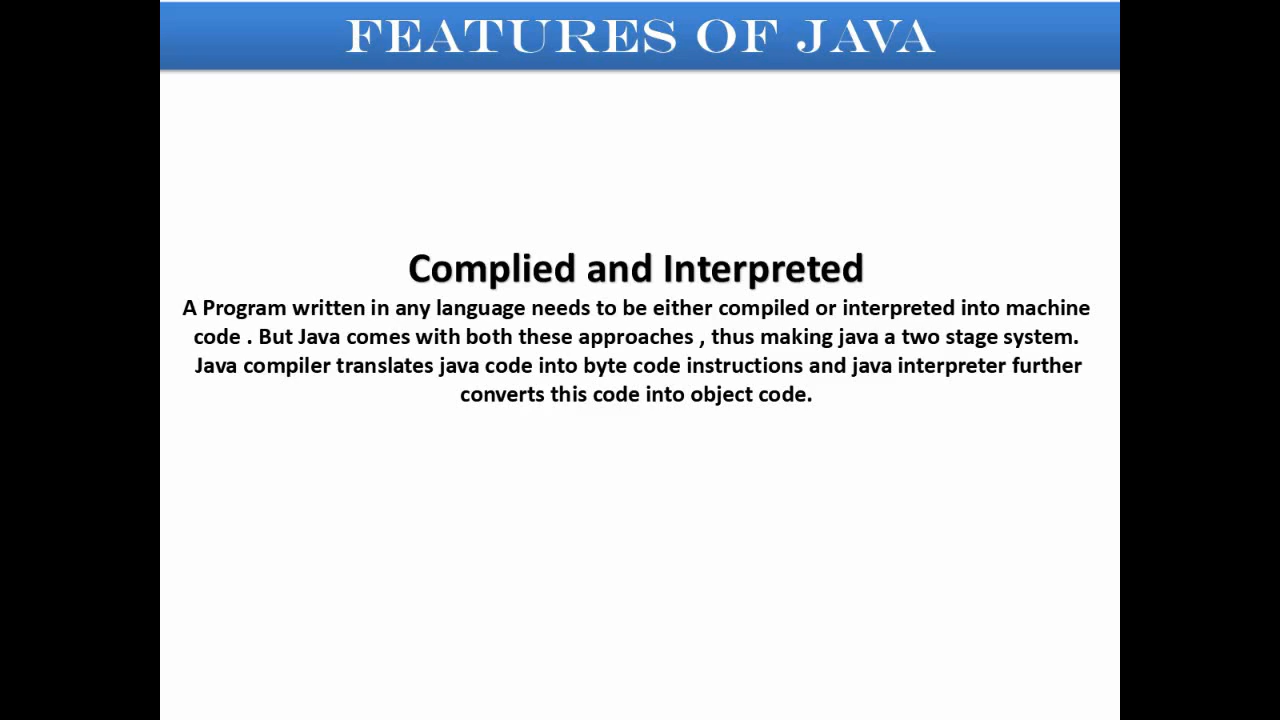 FEATURES OF JAVA
Complied and Interpreted
A Program written in any language needs to be either compiled or interpreted into machine
code . But Java comes with both these approaches , thus making java a two stage system.
Java compiler translates java code into byte code instructions and java interpreter further
converts this code into object code.